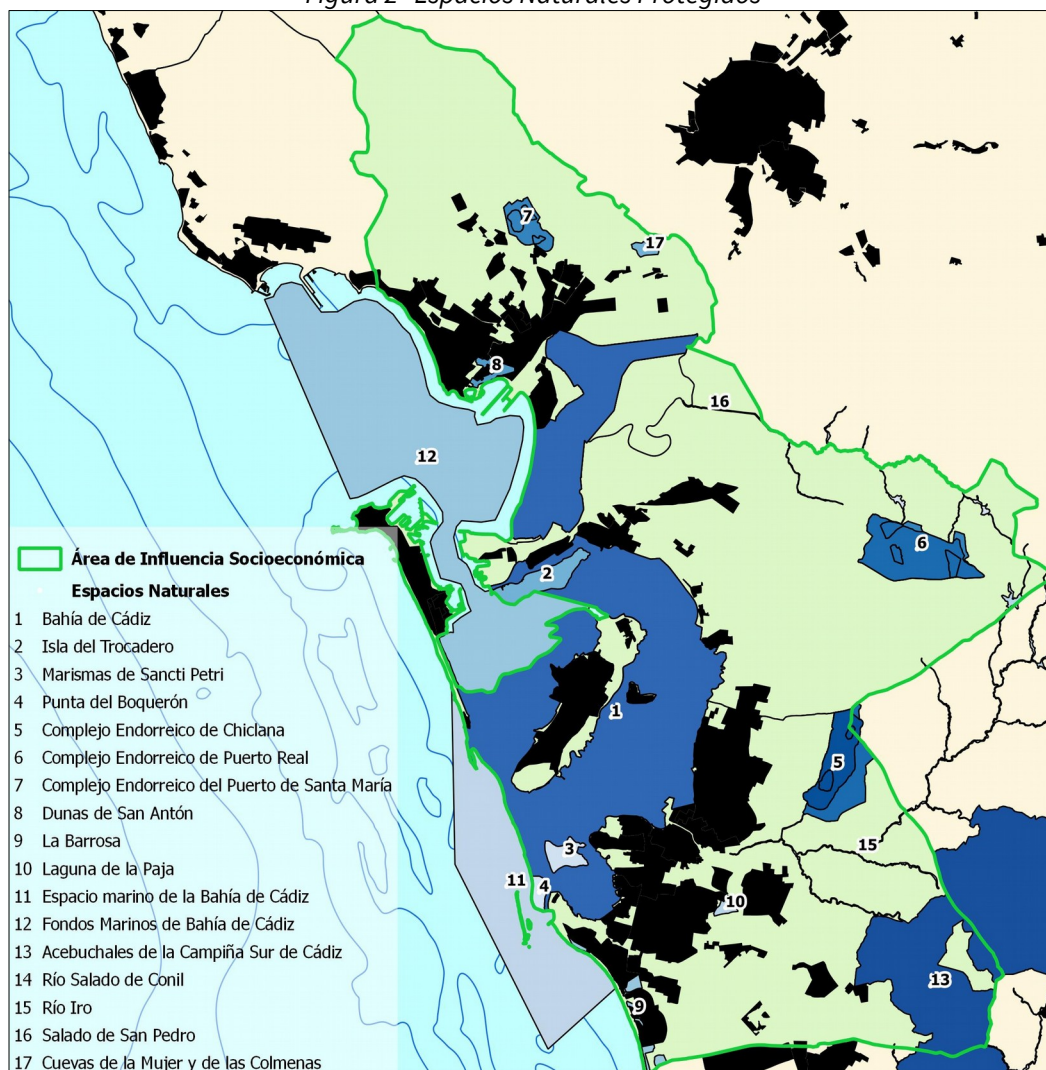 Figura 2 - Espacios Naturales Protegidos
7
17
8
16
12
6
2
1
5
3
15
11
4
10
13
9
Área de Influencia Socioeconómica
Espacios Naturales
1 Bahía de Cádiz
2 Isla del Trocadero
3 Marismas de Sancti Petri
4 Punta del Boquerón
5 Complejo Endorreico de Chiclana
6 Complejo Endorreico de Puerto Real
7 Complejo Endorreico del Puerto de Santa María
8 Dunas de San Antón
9 La Barrosa
10 Laguna de la Paja
11 Espacio marino de la Bahía de Cádiz
12 Fondos Marinos de Bahía de Cádiz
13 Acebuchales de la Campiña Sur de Cádiz
14 Río Salado de Conil
15 Río Iro
16 Salado de San Pedro
17 Cuevas de la Mujer y de las Colmenas